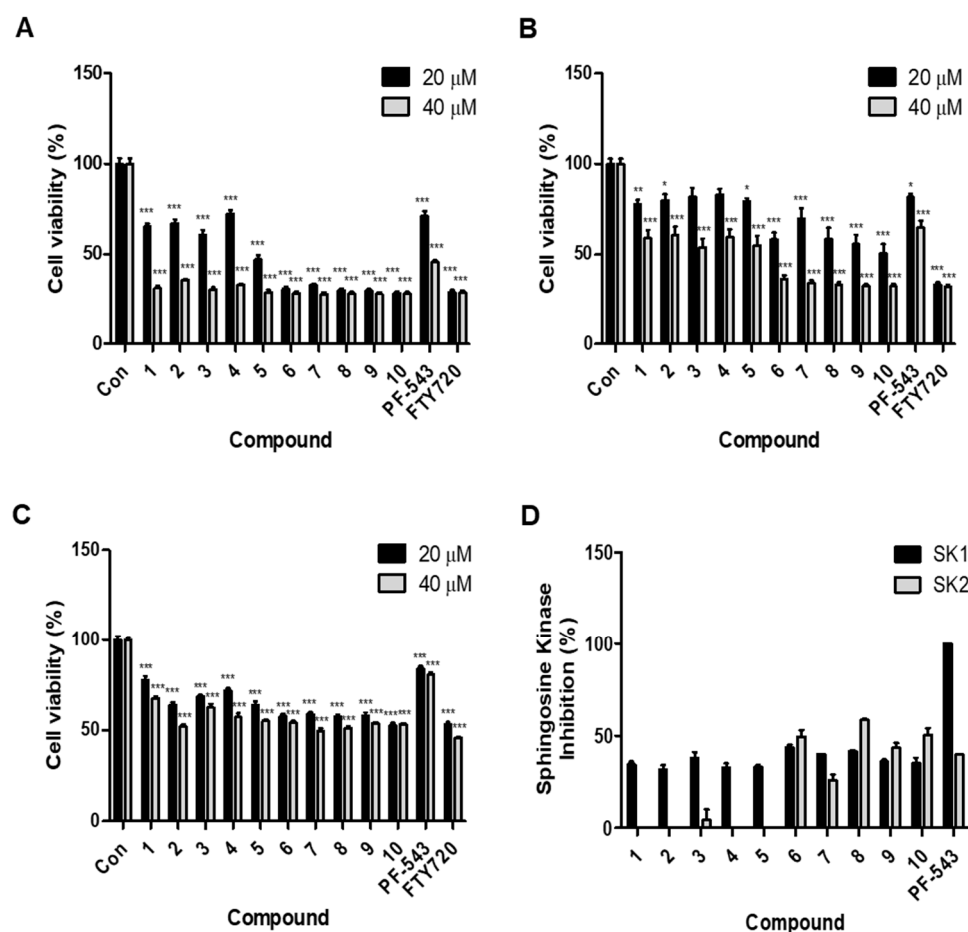 A
150
100
50
0
Cell viability (%)
20 μM
40 μM
*** *** *** *** *** *** *** *** *** *** *** ***
*** *** *** *** *** *** *** *** *** *** *** ***
Con 1 2 3 4 5 6 7 8 9 10 PF-543 FTY720
Compound
B
150
100
50
0
Cell viability (%)
20 μM
40 μM
** * * *** *** *** *** *** * ***
*** *** *** *** *** *** *** *** *** *** *** ***
Con 1 2 3 4 5 6 7 8 9 10 PF-543 FTY720
Compound
C
150
100
50
0
Cell viability (%)
20 μM
40 μM
*** *** *** *** *** *** *** *** *** *** *** ***
*** *** *** *** *** *** *** *** *** *** *** ***
Con 1 2 3 4 5 6 7 8 9 10 PF-543 FTY720
Compound
D
150
100
50
0
Sphingosine Kinase
Inhibition (%)
SK1
SK2
1 2 3 4 5 6 7 8 9 10 PF-543
Compound